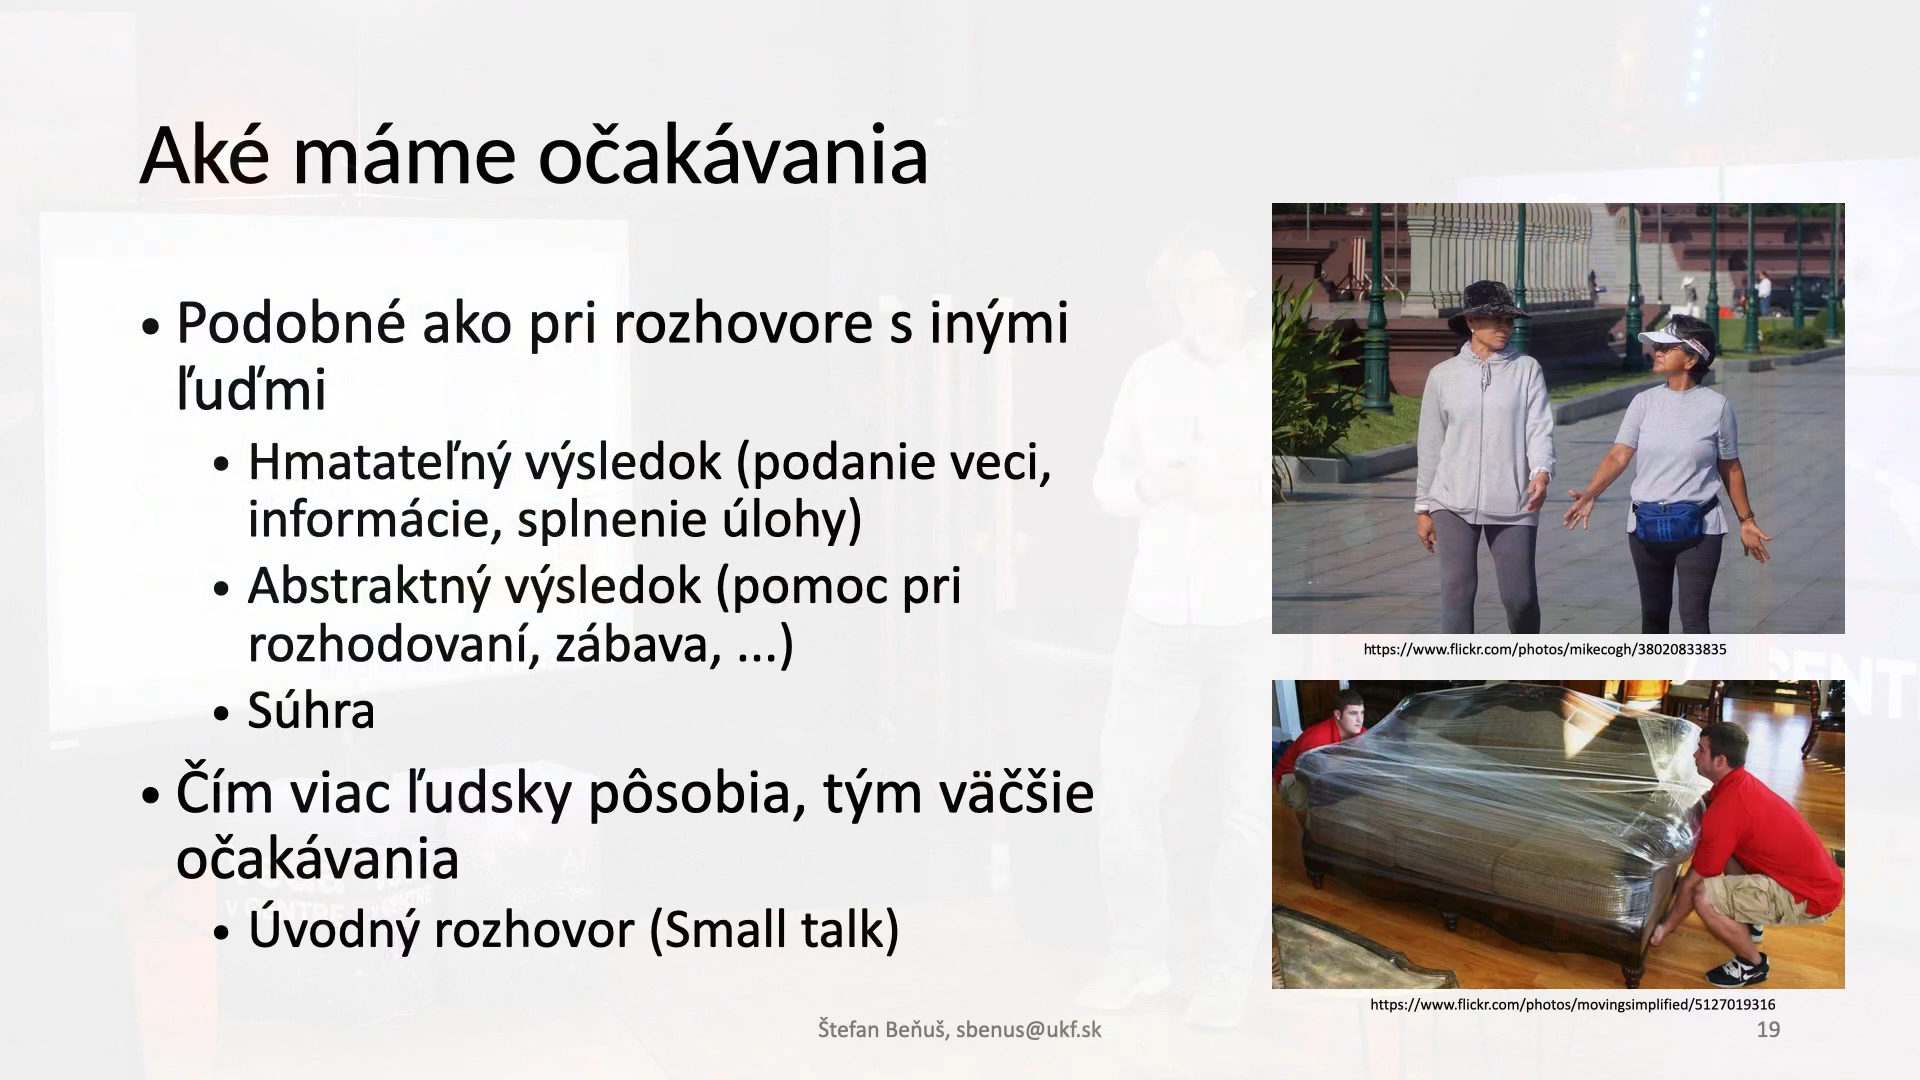 Aké máme očakávania
• Podobné ako pri rozhovore s inými
ľuďmi
• Hmatateľný výsledok (podanie veci,
informácie, splnenie úlohy)
• Abstraktný výsledok (pomoc pri
rozhodovaní, zábava, ...)
• Súhra
• Čím viac ľudsky pôsobia, tým väčšie
očakávania
• Úvodný rozhovor (Small talk)
https://www.flickr.com/photos/mikecogh/38020833835
https://www.flickr.com/photos/movingsimplified/5127019316
Štefan Beňuš, sbenus@ukf.sk
19